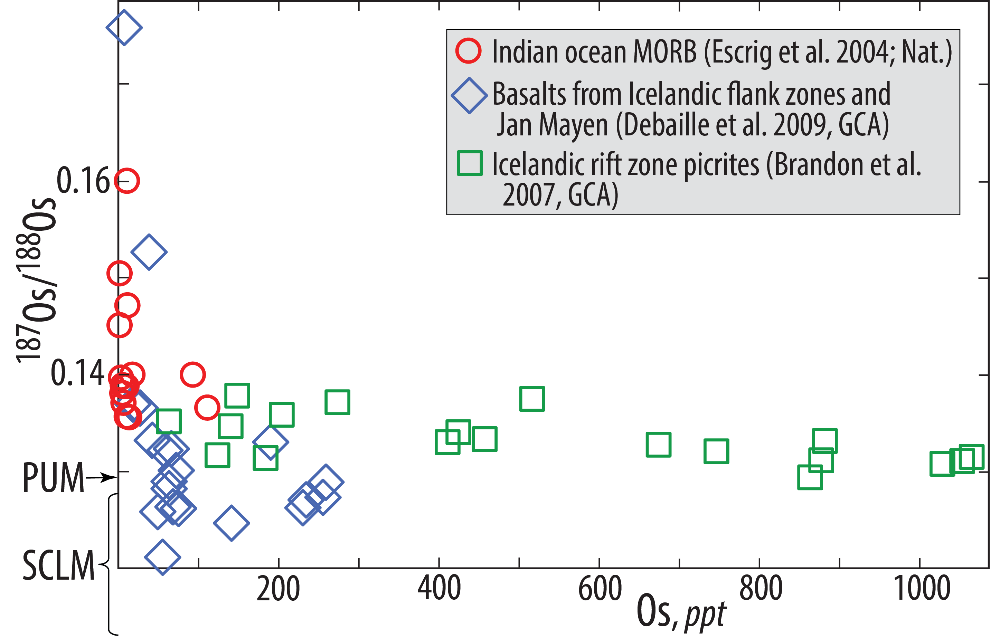 Indian ocean MORB (Escrig et al. 2004; Nat.)
Basalts from Icelandic flank zones and
Jan Mayen (Debaille et al. 2009, GCA)
Icelandic rift zone picrites (Brandon et al.
2007, GCA)
187Os/188Os
0.16
0.14
PUM
SCLM
200
400
600
800
1000
Os, ppt